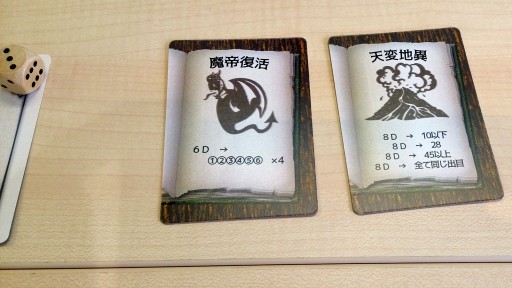 魔帝復活
6D →
①②③④⑤⑥ ×4
天変地異
8D → 10以下
8D → 28
8D → 45以上
8D → 全て同じ出目